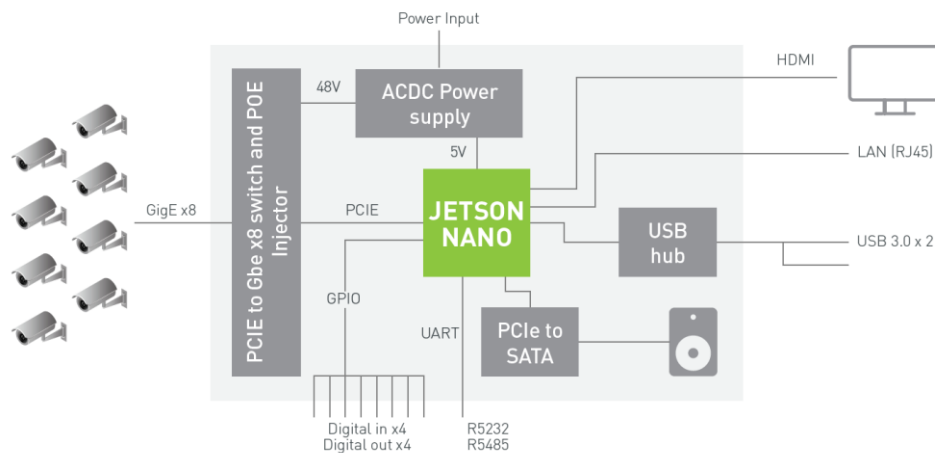 Power Input
HDMI
48V
ACDC Power
supply
5V
LAN (RJ45)
PCIE to Gbe x8 switch and POE
Injector
GigE x8
PCIE
JETSON
NANO
USB
hub
USB 3.0 x 2
GPIO
UART
PCIe to
SATA
Digital in x4
Digital out x4
R5232
R5485